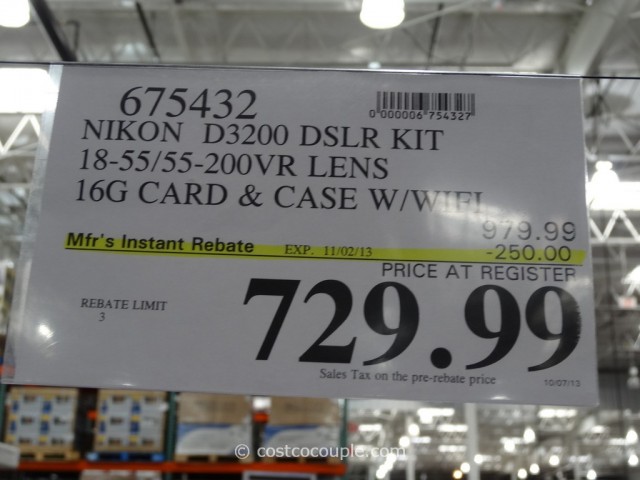 675432
0 000006 754327
NIKON D3200 DSLR KIT
18-55/55-200VR LENS
16G CARD & CASE W/WIFI
979.99
Mfr's Instant Rebate EXP. 11/02/13 -250.00
PRICE AT REGISTER
REBATE LIMIT
3
729.99
Sales Tax on the pre-rebate price
10/07/13
© costcocouple.com